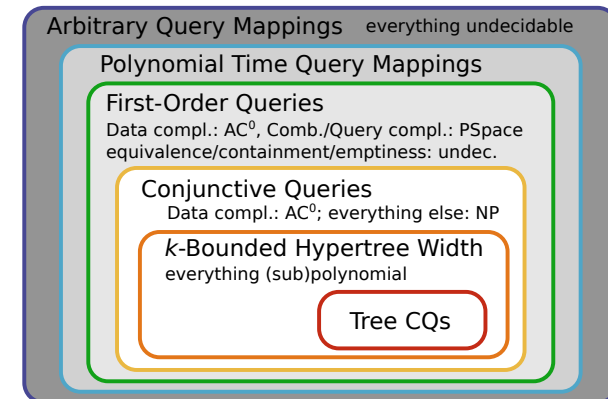 Arbitrary Query Mappings everything undecidable
Polynomial Time Query Mappings
First-Order Queries
Data compl.: AC⁰, Comb./Query compl.: PSpace
equivalence/containment/emptiness: undec.
Conjunctive Queries
Data compl.: AC⁰; everything else: NP
k-Bounded Hypertree Width
everything (sub)polynomial
Tree CQs